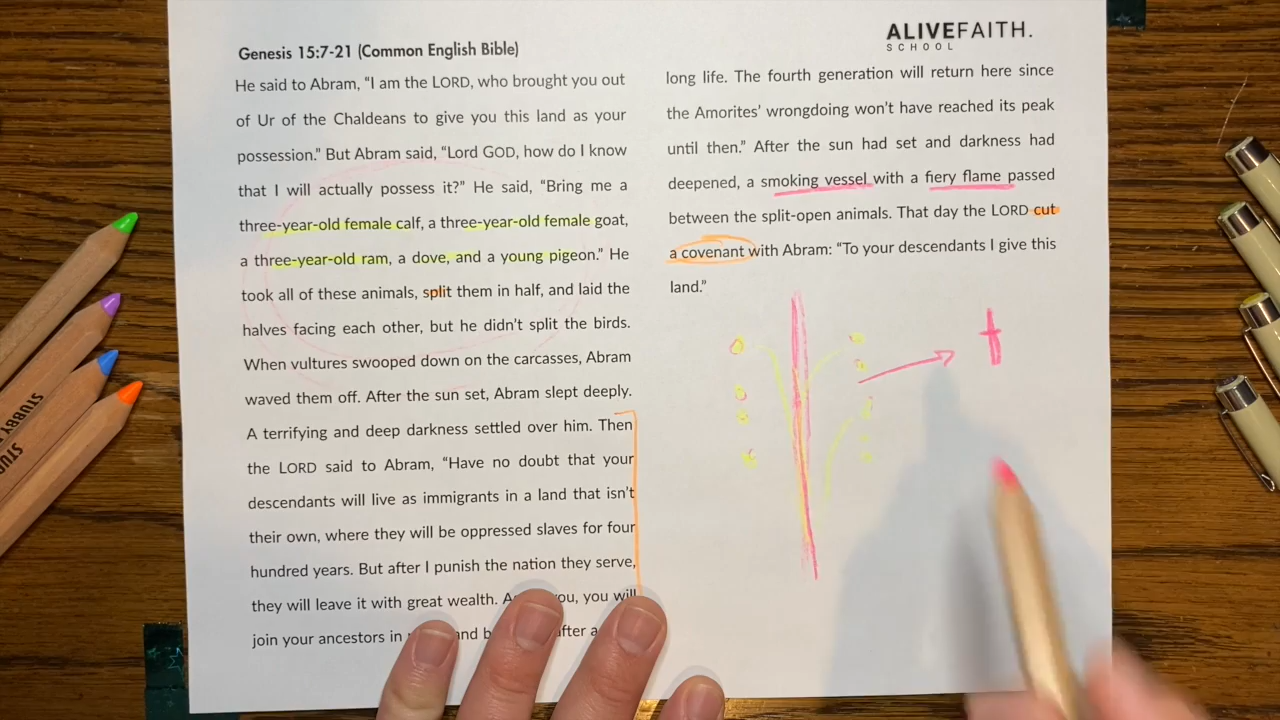 Genesis 15:7-21 (Common English Bible)
He said to Abram, “I am the LORD, who brought you out
of Ur of the Chaldeans to give you this land as your
possession.” But Abram said, “Lord GOD, how do I know
that I will actually possess it?” He said, “Bring me a
three-year-old female calf, a three-year-old female goat,
a three-year-old ram, a dove, and a young pigeon.” He
took all of these animals, split them in half, and laid the
halves facing each other, but he didn’t split the birds.
When vultures swooped down on the carcasses, Abram
waved them off. After the sun set, Abram slept deeply.
A terrifying and deep darkness settled over him. Then
the LORD said to Abram, “Have no doubt that your
descendants will live as immigrants in a land that isn’t
their own, where they will be oppressed slaves for four
hundred years. But after I punish the nation they serve,
they will leave it with great wealth. you, you will
join your ancestors in and after a
ALIVEFAITH.
SCHOOL
long life. The fourth generation will return here since
the Amorites’ wrongdoing won’t have reached its peak
until then.” After the sun had set and darkness had
deepened, a smoking vessel with a fiery flame passed
between the split-open animals. That day the LORD cut
a covenant with Abram: “To your descendants I give this
land.”
STUBBY